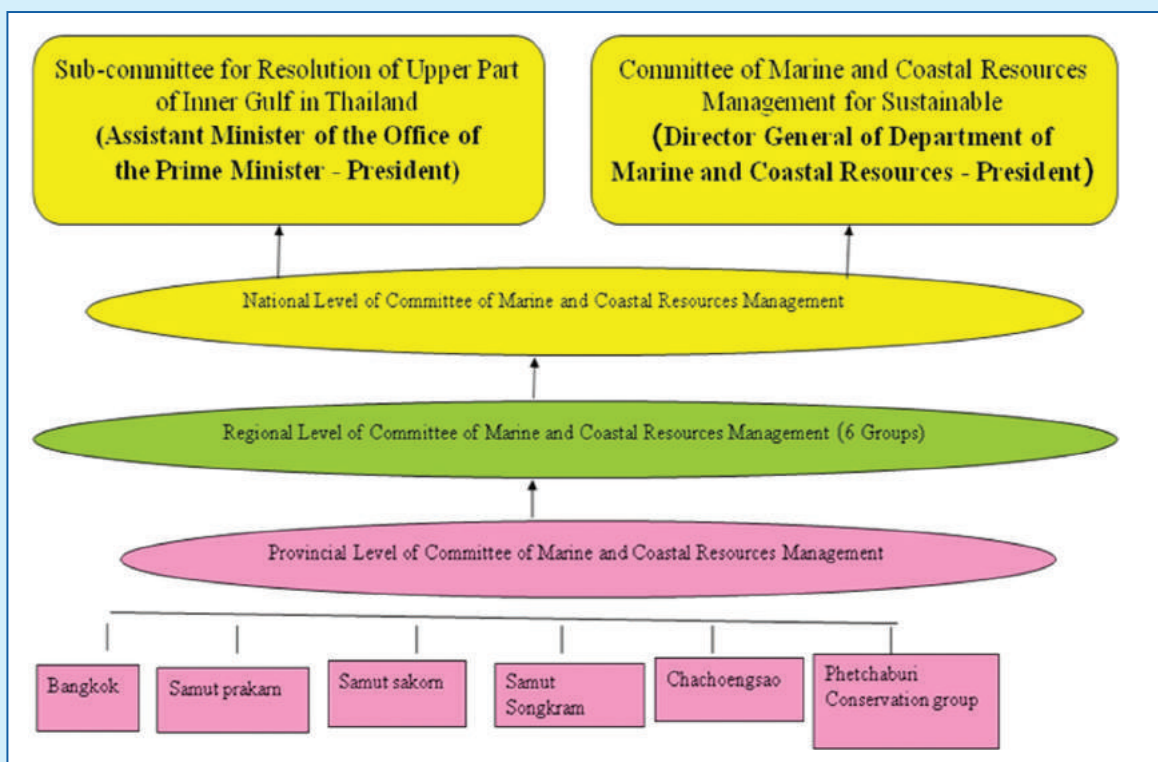 Sub-committee for Resolution of Upper Part
of Inner Gulf in Thailand
(Assistant Minister of the Office of
the Prime Minister - President)
Committee of Marine and Coastal Resources
Management for Sustainable
(Director General of Department of
Marine and Coastal Resources - President)
National Level of Committee of Marine and Coastal Resources Management
Regional Level of Committee of Marine and Coastal Resources Management (6 Groups)
Provincial Level of Committee of Marine and Coastal Resources Management
Bangkok
Samut prakarn
Samut sakorn
Samut
Songkram
Chachoengsao
Phetchaburi
Conservation group